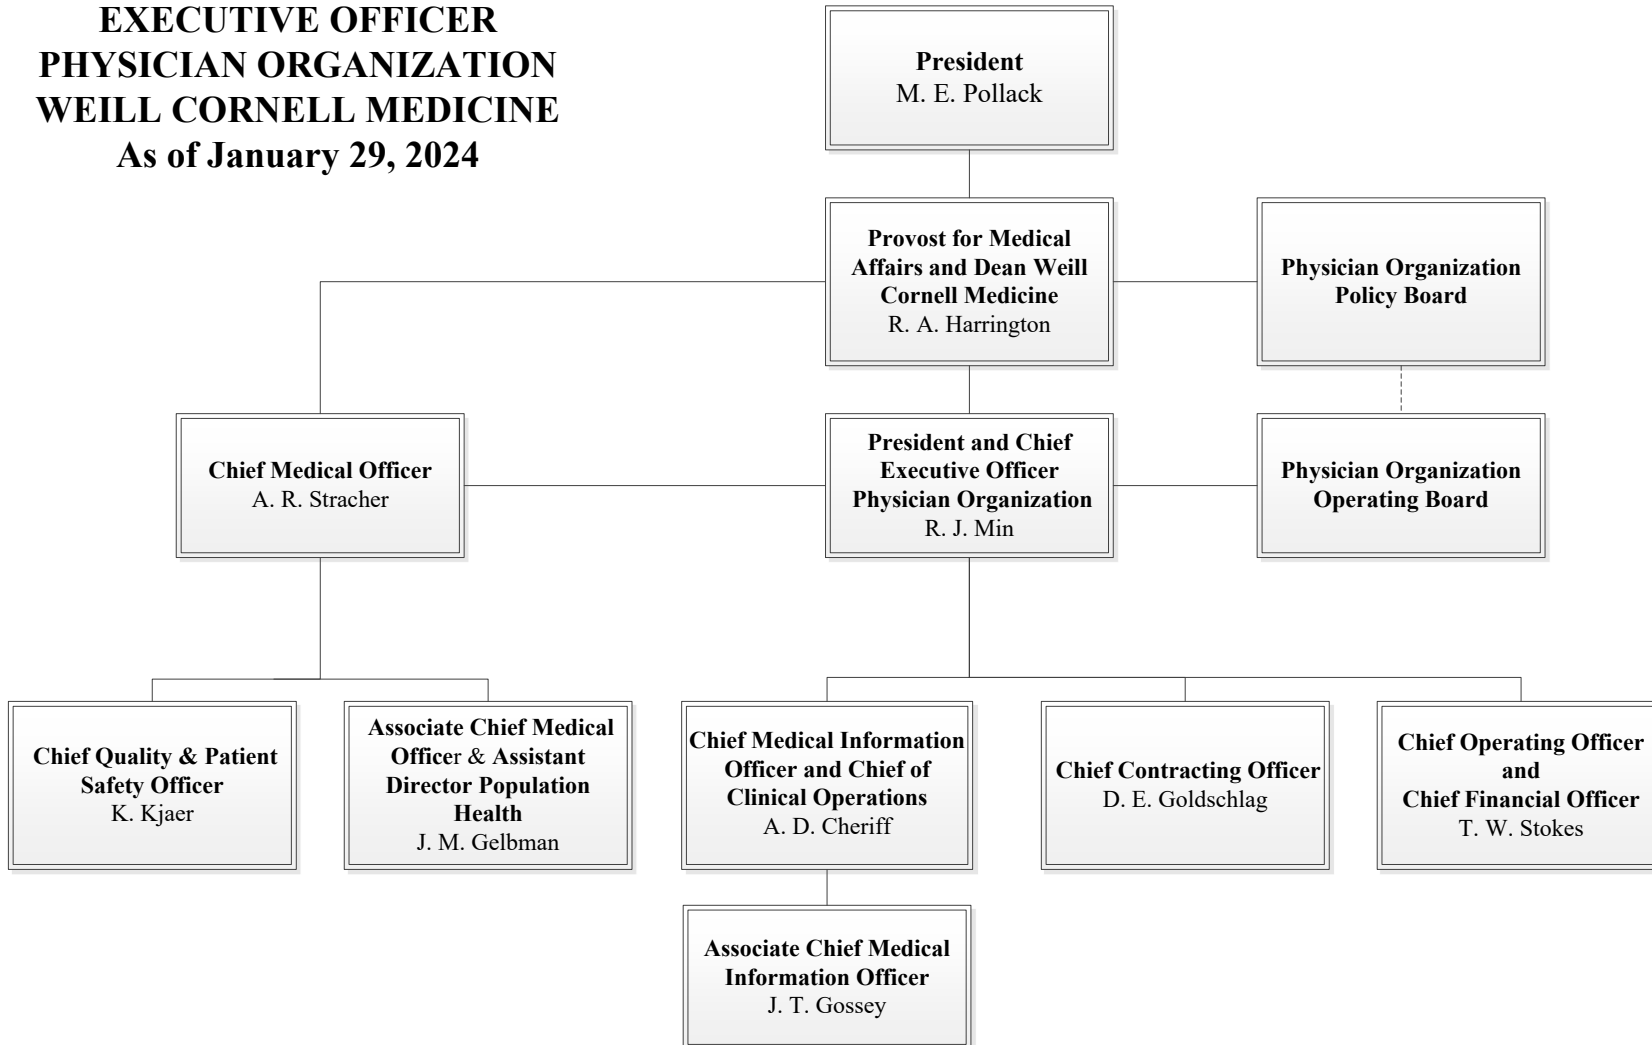 EXECUTIVE OFFICER
PHYSICIAN ORGANIZATION
WEILL CORNELL MEDICINE
As of January 29, 2024
President
M. E. Pollack
Provost for Medical
Affairs and Dean Weill
Cornell Medicine
R. A. Harrington
Physician Organization
Policy Board
Chief Medical Officer
A. R. Stracher
President and Chief
Executive Officer
Physician Organization
R. J. Min
Physician Organization
Operating Board
Chief Quality & Patient
Safety Officer
K. Kjaer
Associate Chief Medical
Officer & Assistant
Director Population
Health
J. M. Gelbman
Chief Medical Information
Officer and Chief of
Clinical Operations
A. D. Cheriff
Chief Contracting Officer
D. E. Goldschlag
Chief Operating Officer
and
Chief Financial Officer
T. W. Stokes
Associate Chief Medical
Information Officer
J. T. Gossey